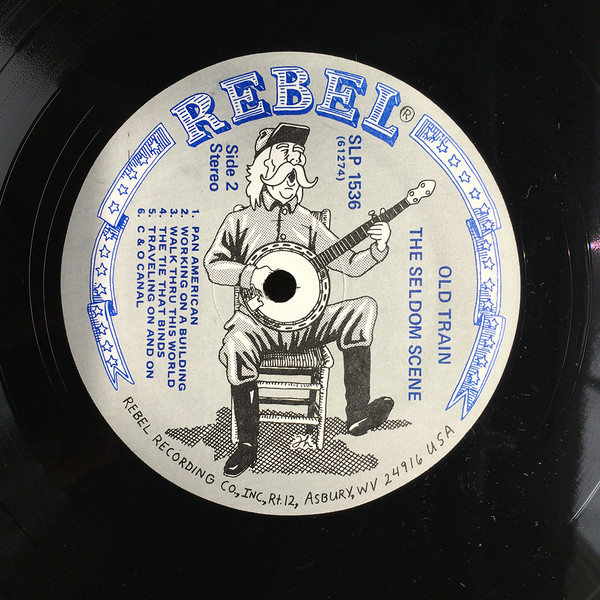 REBEL®
SLP 1536
(61274)
Side 2
Stereo
OLD TRAIN
THE SELDOM SCENE
1. PAN AMERICAN
2. WORKING ON A BUILDING
3. WALK THRU THIS WORLD
4. THE TIE THAT BINDS
5. TRAVELING ON AND ON
6. C & O CANAL
REBEL RECORDING CO., INC, Rt. 12, ASBURY, WV 24916 USA